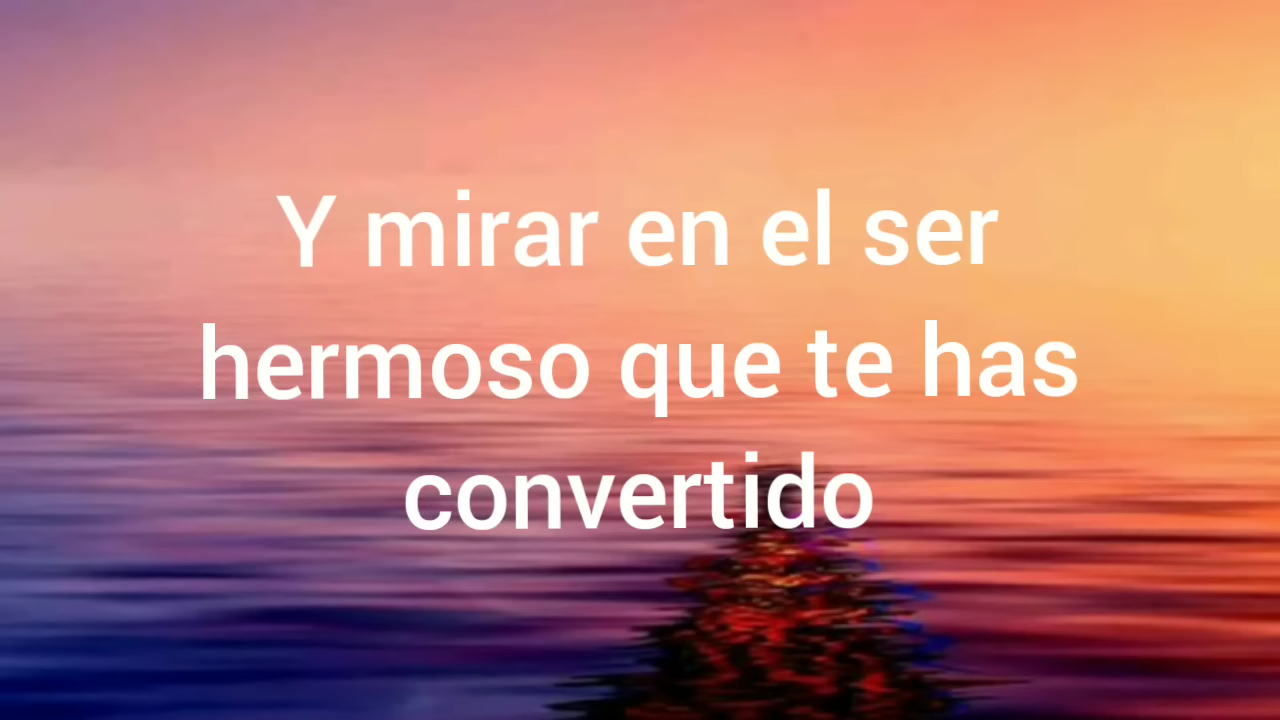 Y mirar en el ser
hermoso que te has
convertido